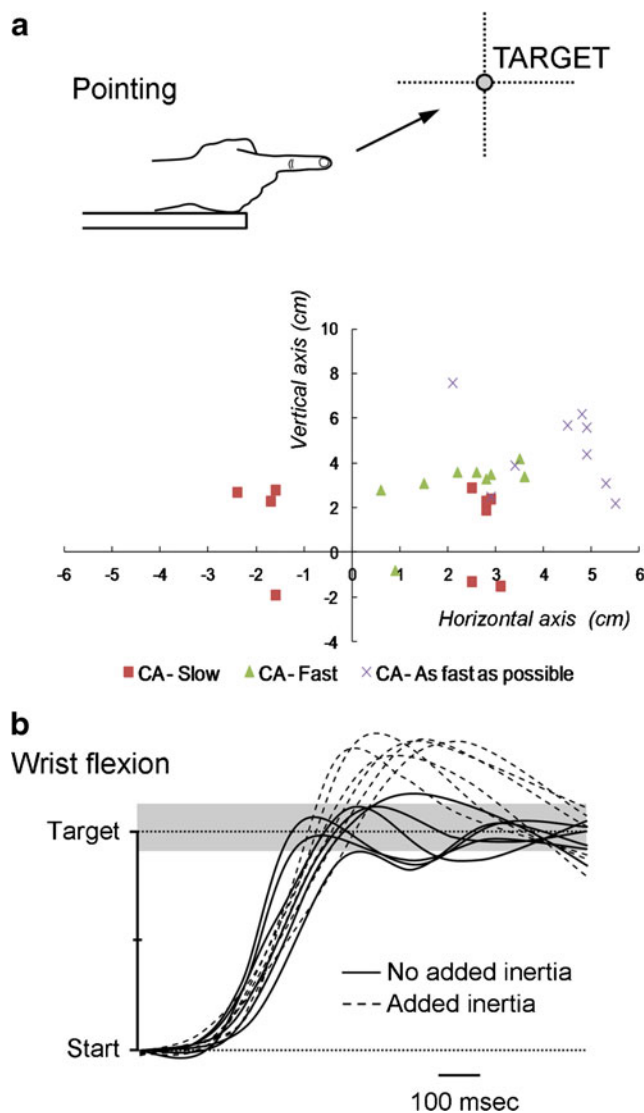 a
TARGET
Pointing
Vertical axis (cm)
10
8
6
4
2
0
-2
-4
-6 -5 -4 -3 -2 -1 0 1 2 3 4 5 6
Horizontal axis (cm)
CA- Slow CA- Fast CA- As fast as possible
b
Wrist flexion
Target
No added inertia
Added inertia
Start
100 msec